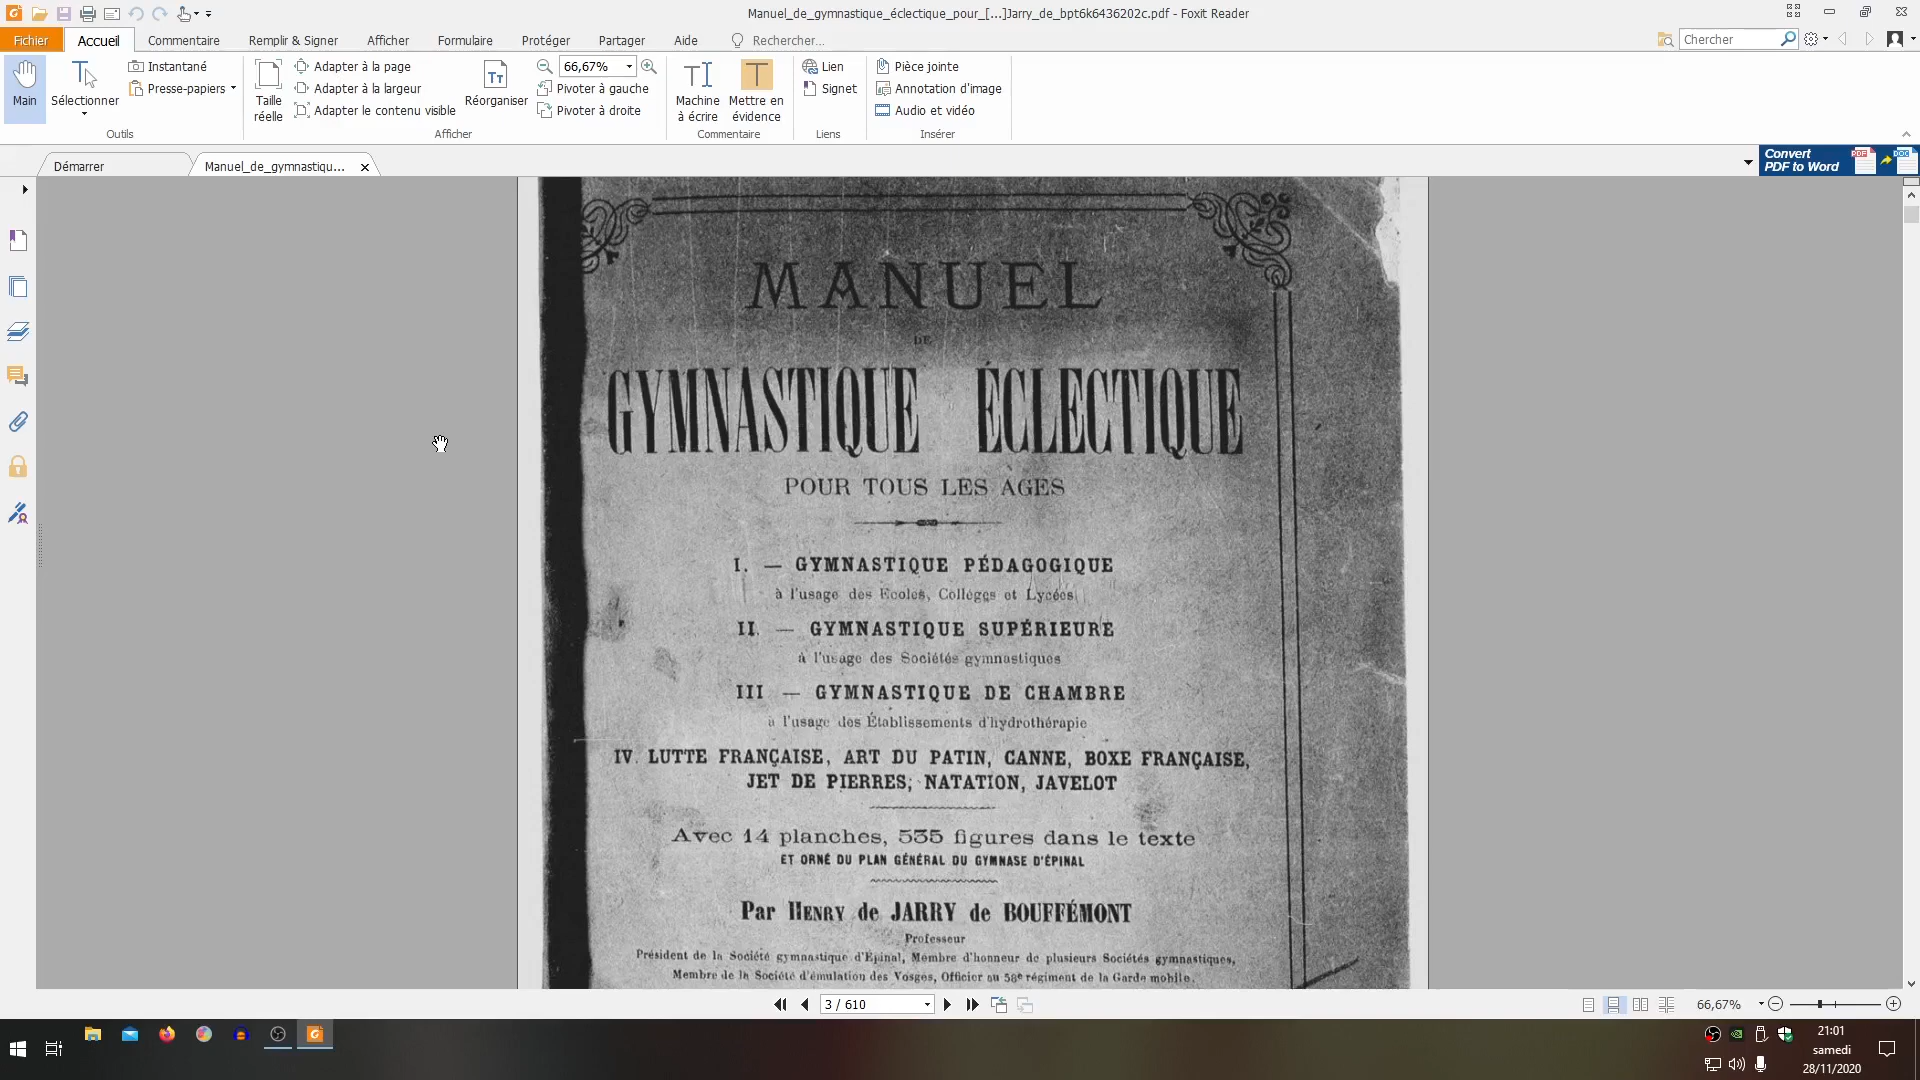 Manuel_de_gymnastique_éclectique_pour_[...]Jarry_de_bpt6k6436202c.pdf - Foxit Reader
Fichier Accueil Commentaire Remplir & Signer Afficher Formulaire Protéger Partager Aide Rechercher... Chercher
Main
Sélectionner
Instantané
Presse-papiers
Outils
Taille réelle
Adapter à la page
Adapter à la largeur
Adapter le contenu visible
Réorganiser
66,67%
Pivoter à gauche
Pivoter à droite
Afficher
Machine à écrire
Mettre en évidence
Commentaire
Lien
Signet
Liens
Pièce jointe
Annotation d'image
Audio et vidéo
Insérer
Démarrer
Manuel_de_gymnastiqu...
Convert
PDF to Word
PDF
DOC
MANUEL
DE
GYMNASTIQUE ÉCLECTIQUE
POUR TOUS LES AGES
I. — GYMNASTIQUE PÉDAGOGIQUE
à l'usage des Ecoles, Collèges et Lycées
II. — GYMNASTIQUE SUPÉRIEURE
à l'usage des Sociétés gymnastiques
III — GYMNASTIQUE DE CHAMBRE
à l'usage des Établissements d'hydrothérapie
IV. LUTTE FRANÇAISE, ART DU PATIN, CANNE, BOXE FRANÇAISE,
JET DE PIERRES, NATATION, JAVELOT
Avec 14 planches, 535 figures dans le texte
ET ORNÉ DU PLAN GÉNÉRAL DU GYMNASE D'ÉPINAL
Par HENRY de JARRY de BOUFFÉMONT
Professeur
Président de la Société gymnastique d'Épinal, Membre d'honneur de plusieurs Sociétés gymnastiques,
Membre de la Société d'émulation des Vosges, Officier au 58e régiment de la Garde mobile.
3 / 610
66,67%
21:01
samedi
28/11/2020